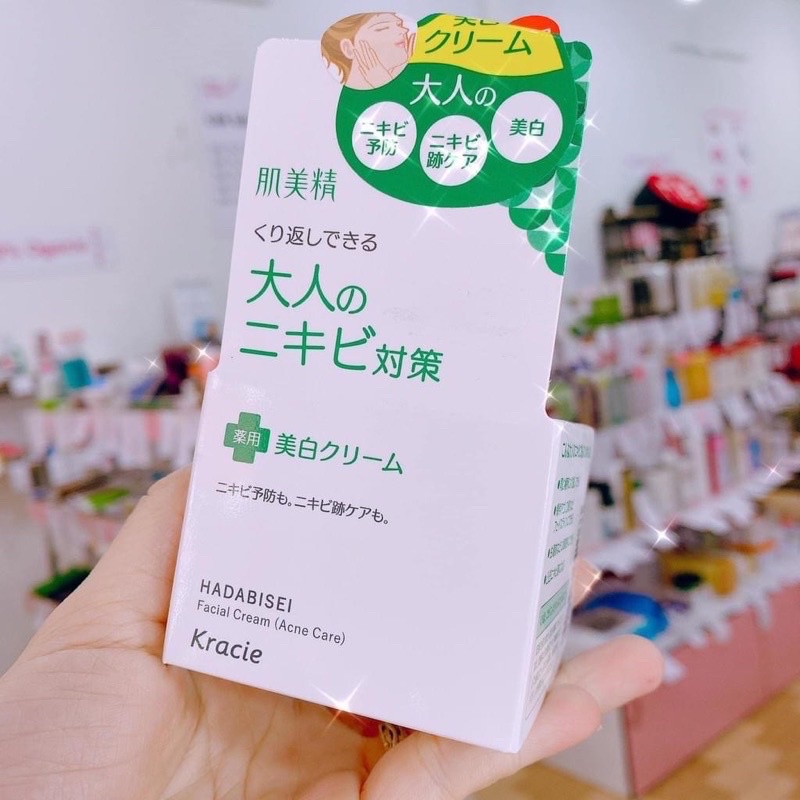 クリーム
大人の
ニキビ
予防
ニキビ
跡ケア
美白
肌美精
くり返しできる
大人の
ニキビ対策
薬用
美白クリーム
ニキビ予防も。ニキビ跡ケアも。
HADABISEI
Facial Cream (Acne Care)
Kracie